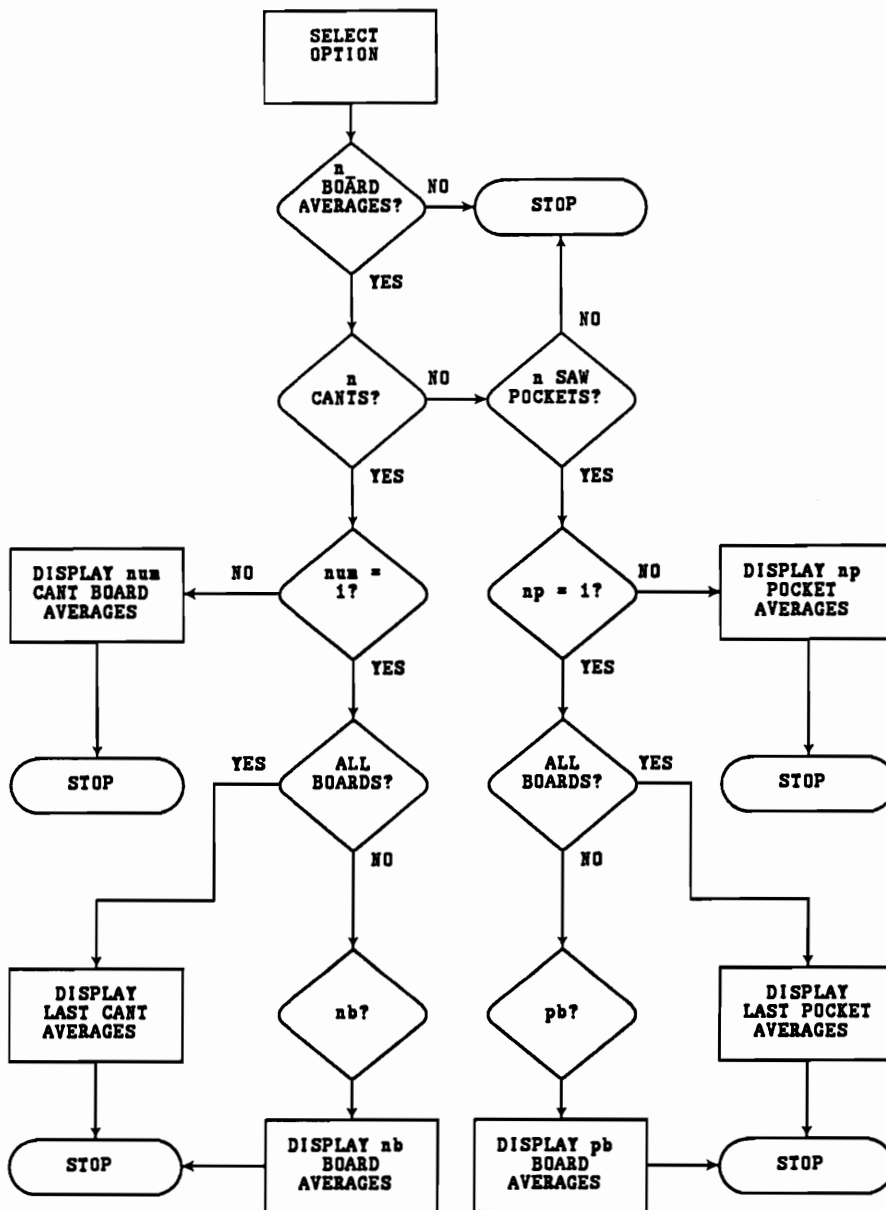 SELECT
OPTION
n_
BOARD
AVERAGES?
NO
STOP
YES
NO
n
CANTS?
NO
n SAW
POCKETS?
YES
YES
DISPLAY num
CANT BOARD
AVERAGES
NO
num =
1?
np = 1?
NO
DISPLAY np
POCKET
AVERAGES
YES
YES
STOP
YES
ALL
BOARDS?
ALL
BOARDS?
YES
STOP
NO
NO
DISPLAY
LAST CANT
AVERAGES
nb?
pb?
DISPLAY
LAST POCKET
AVERAGES
STOP
DISPLAY nb
BOARD
AVERAGES
DISPLAY pb
BOARD
AVERAGES
STOP